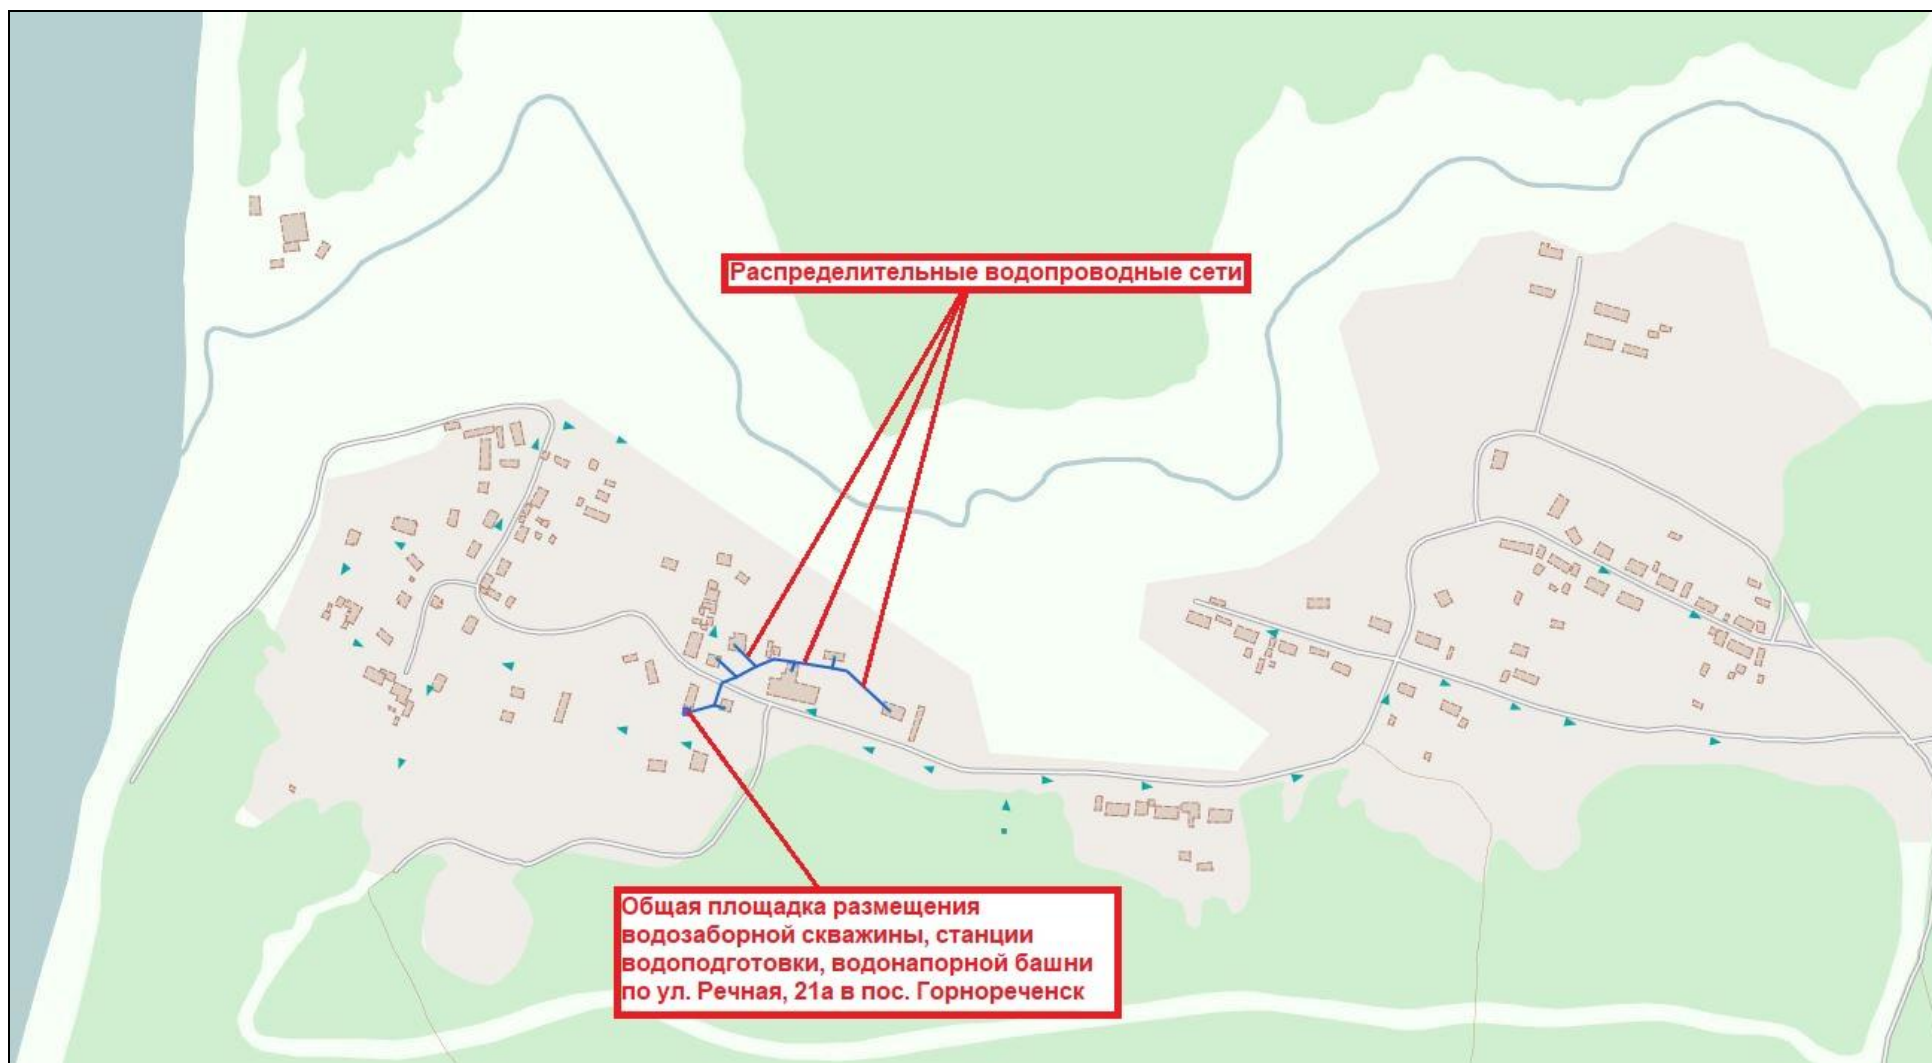 Распределительные водопроводные сети
Общая площадка размещения
водозаборной скважины, станции
водоподготовки, водонапорной башни
по ул. Речная, 21а в пос. Горнореченск